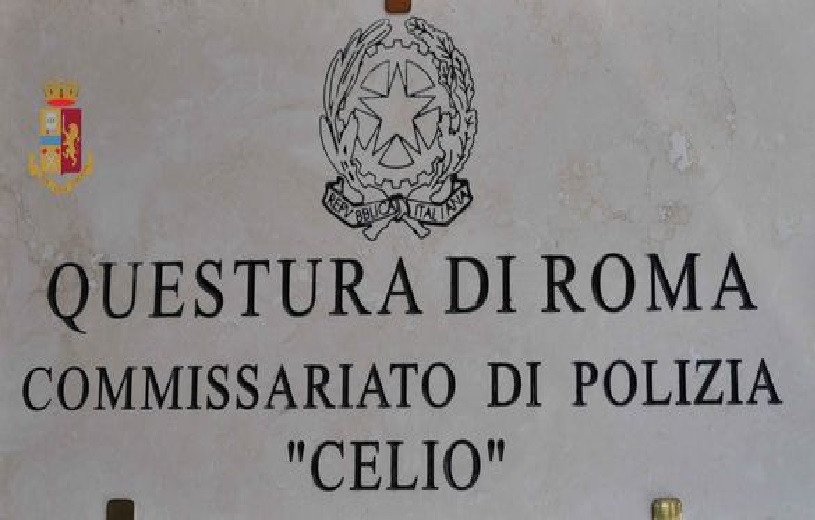 REPVBBLICA ITALIANA
QUESTURA DI ROMA
COMMISSARIATO DI POLIZIA
"CELIO"